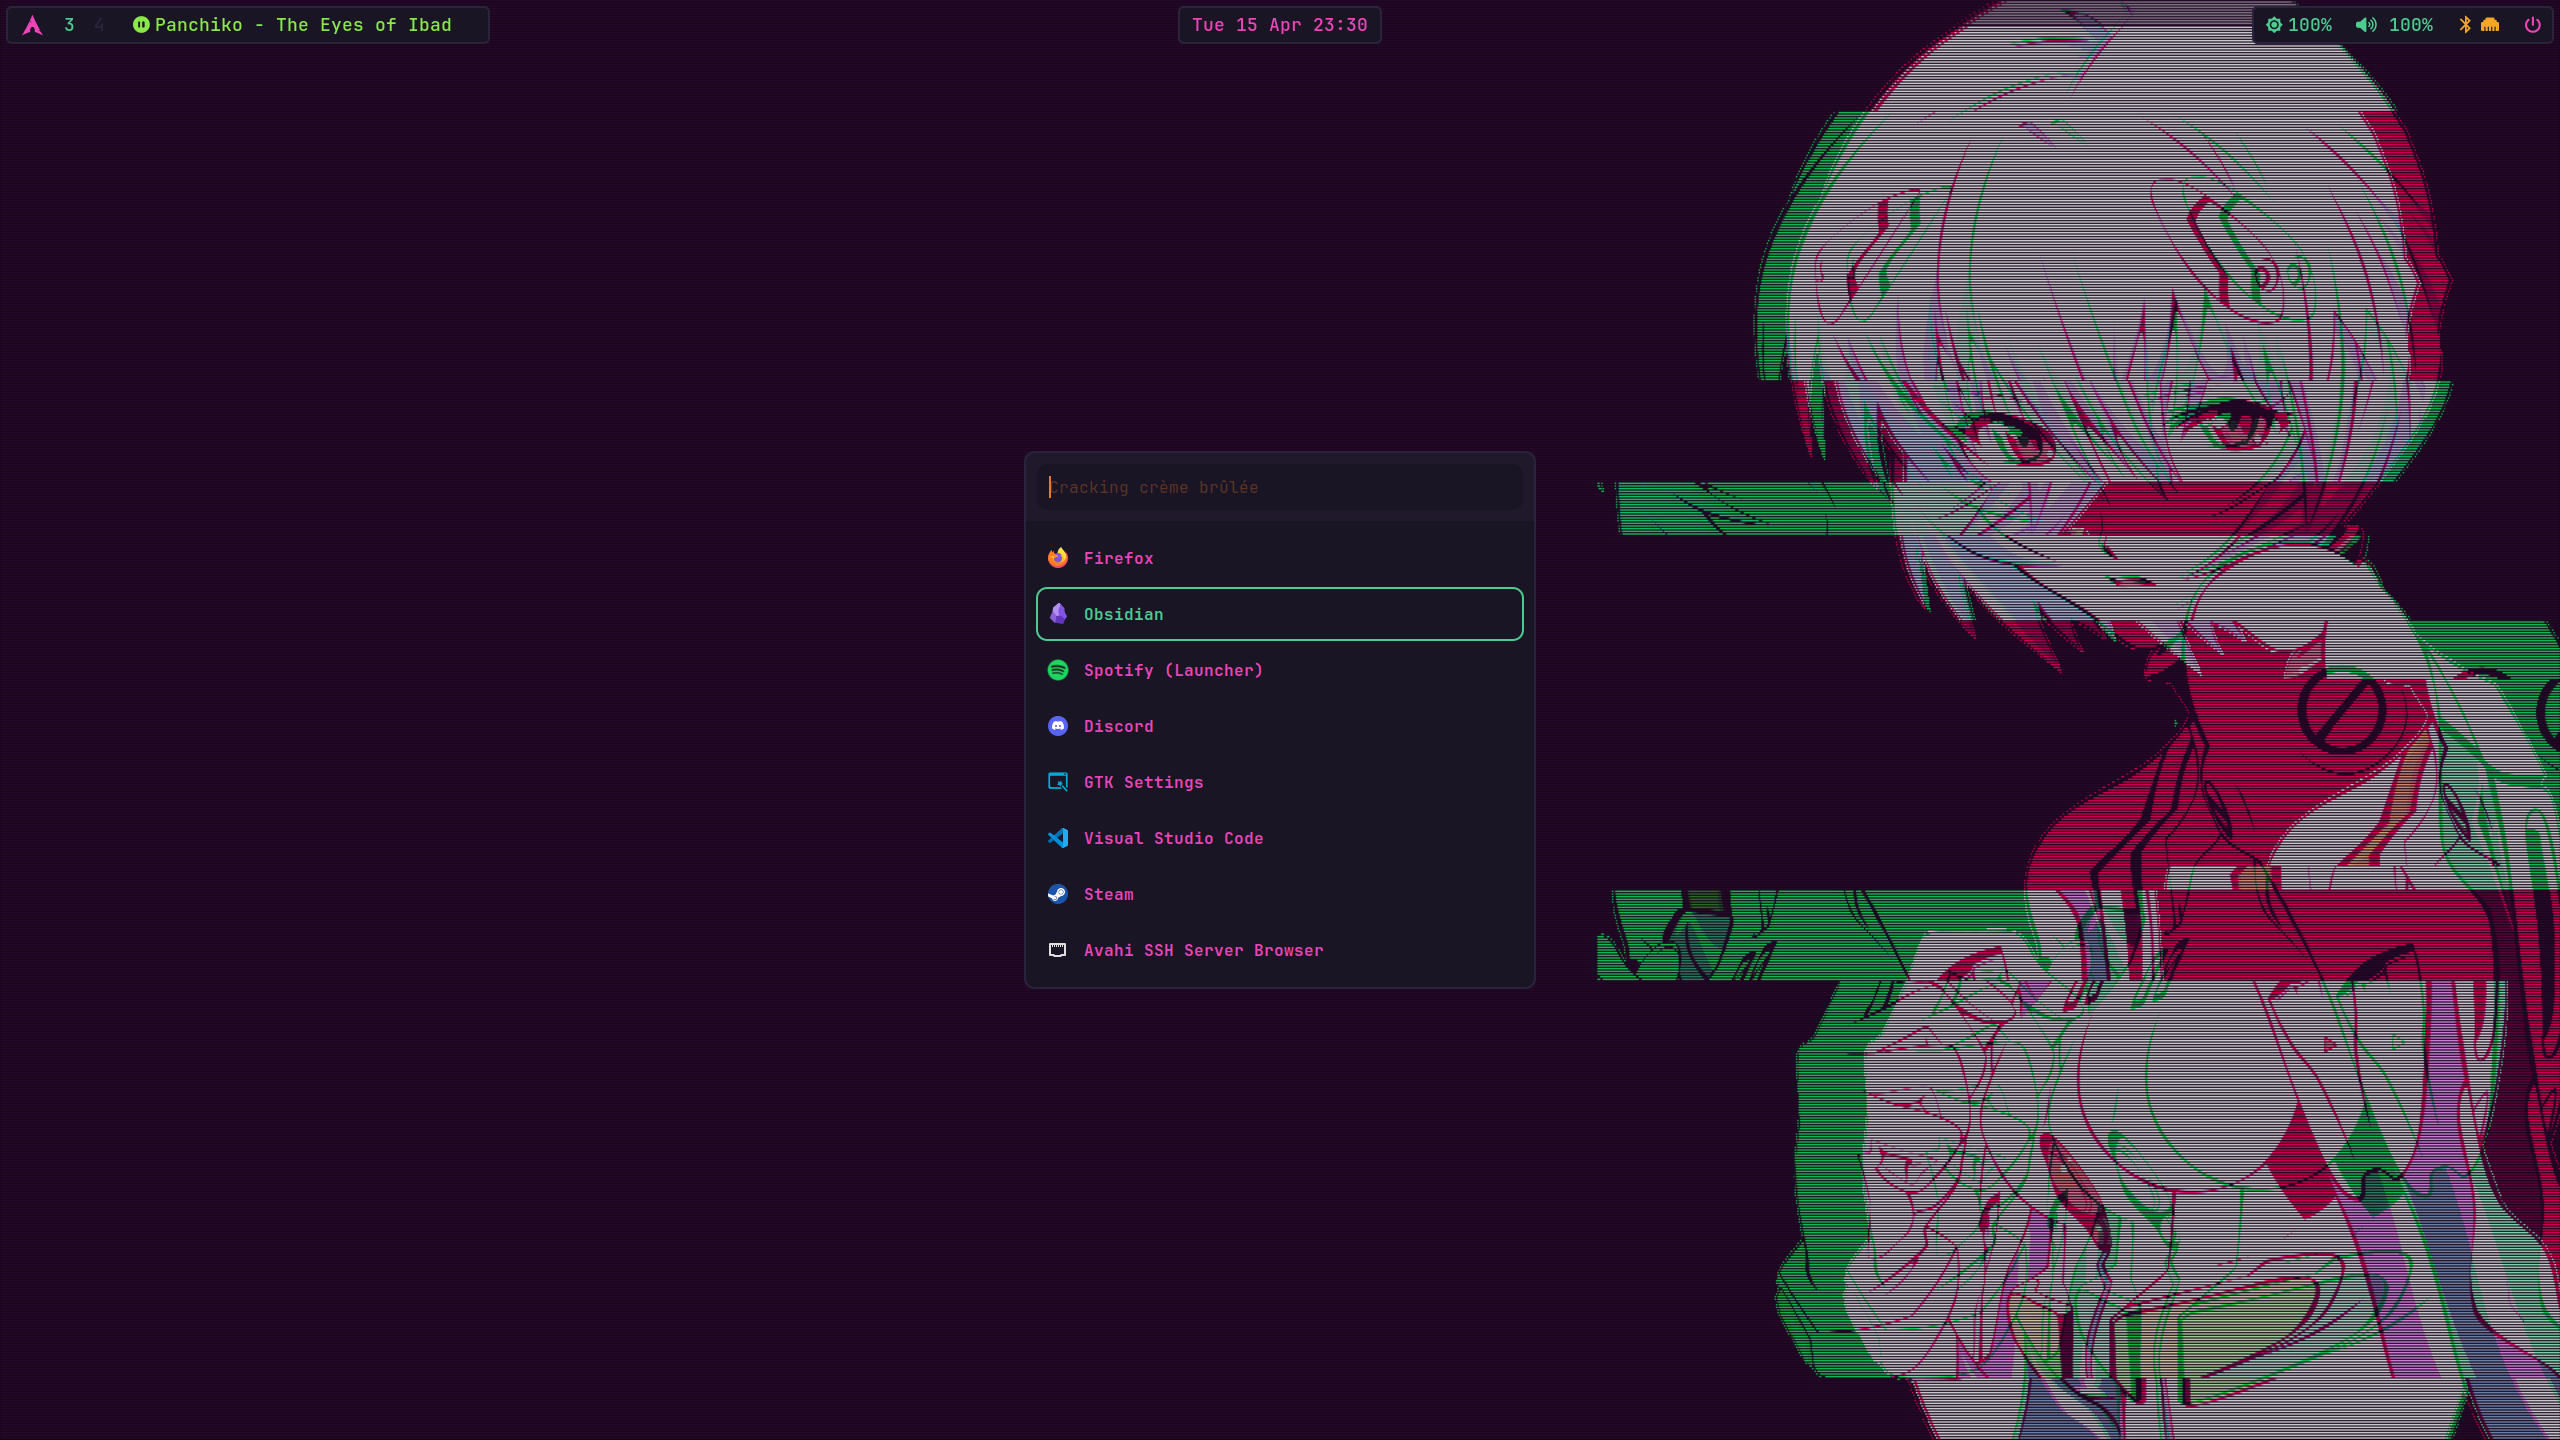 3 4 Panchiko - The Eyes of Ibad
Tue 15 Apr 23:30
100% 100%
Cracking crème brûlée
Firefox
Obsidian
Spotify (Launcher)
Discord
GTK Settings
Visual Studio Code
Steam
Avahi SSH Server Browser